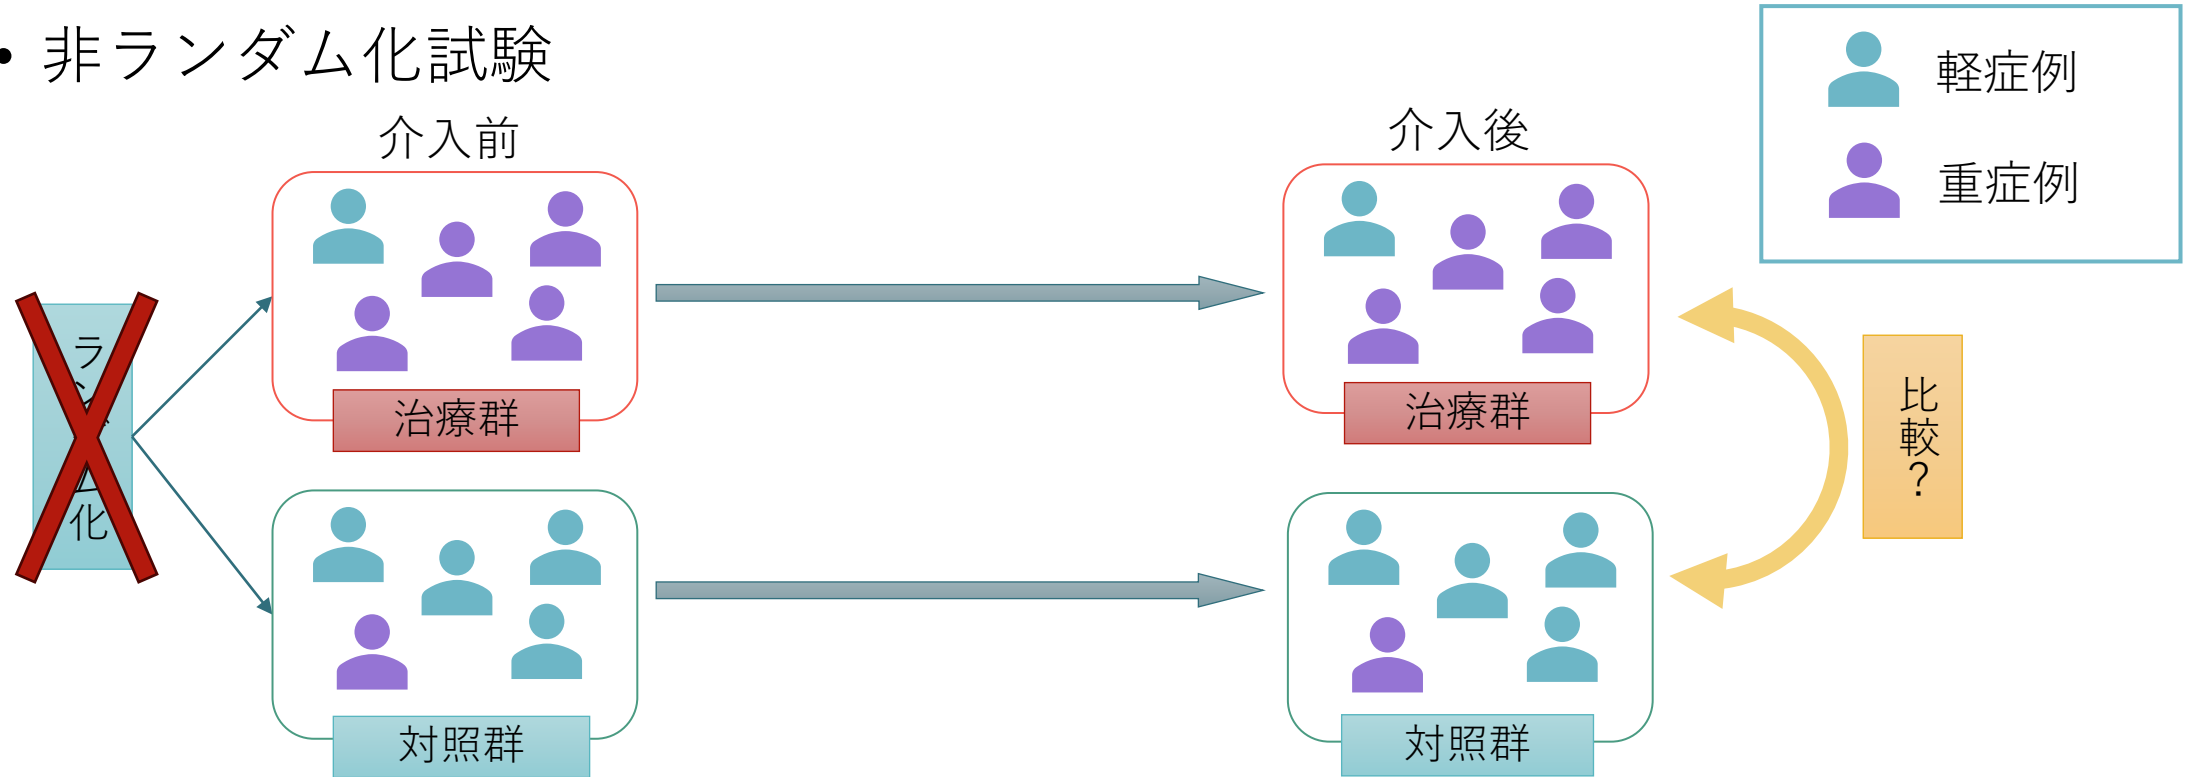 • 非ランダム化試験
介入前
介入後
軽症例
重症例
治療群
治療群
対照群
対照群
比較？